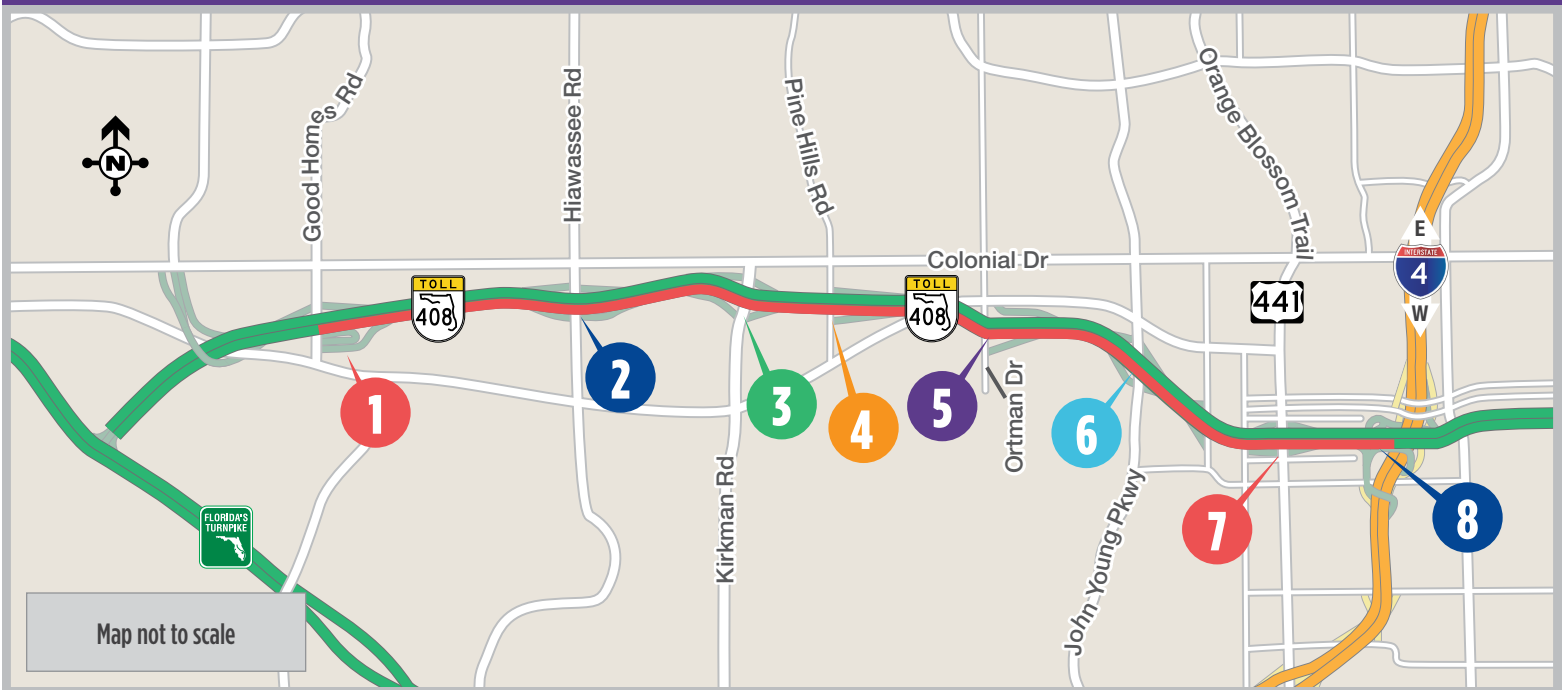 Good Homes Rd
Hiawassee Rd
Pine Hills Rd
Orange Blossom Trail
N
Colonial Dr
E
INTERSTATE
4
W
TOLL
408
TOLL
408
441
1
2
3
4
5
6
7
8
Ortman Dr
Kirkman Rd
John Young Pkwy
FLORIDA'S
TURNPIKE
Map not to scale